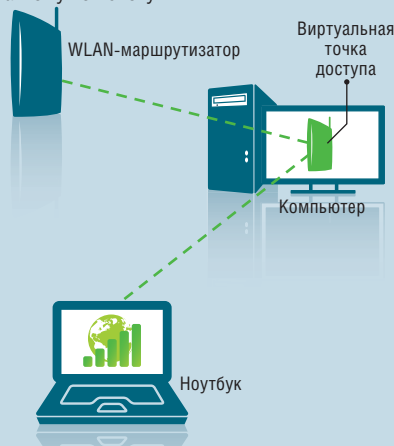 WLAN-маршрутизатор
Виртуальная
точка
доступа
Компьютер
Ноутбук